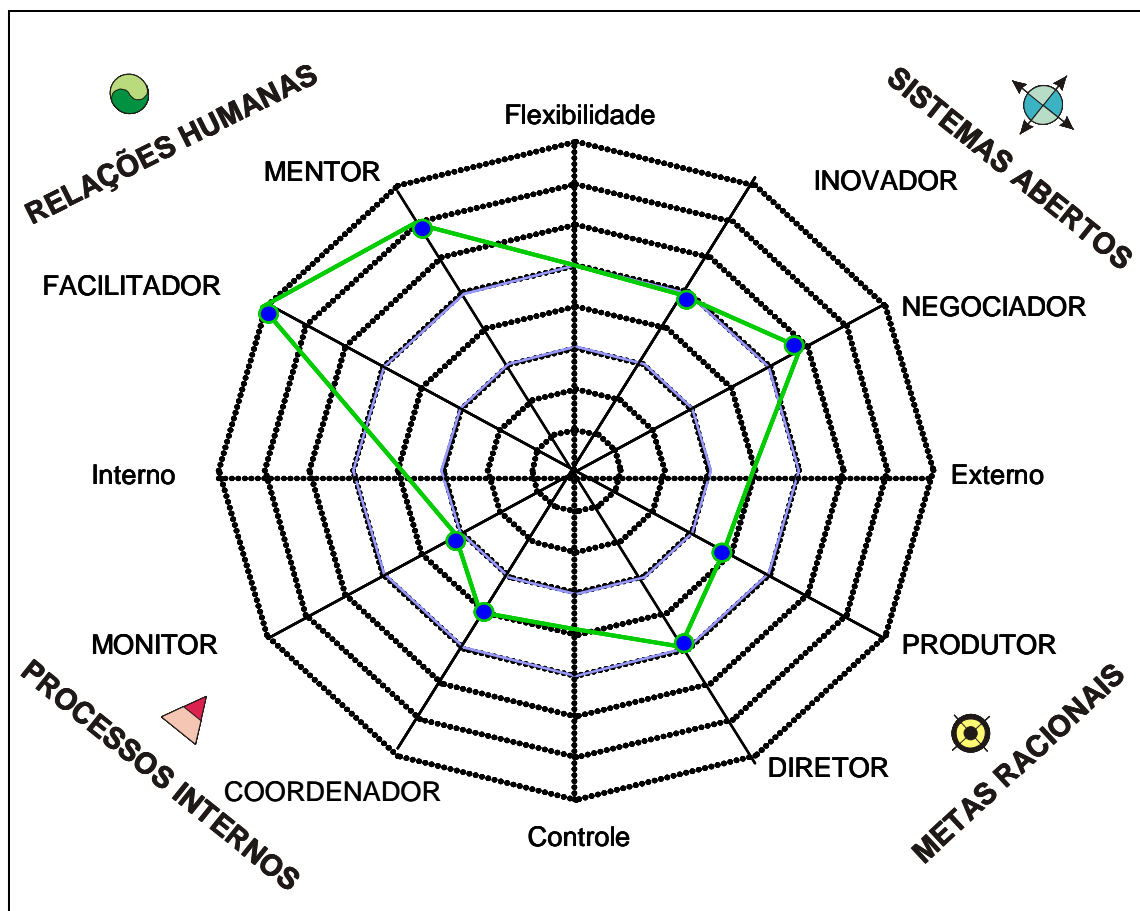 RELAÇÕES HUMANAS
SISTEMAS ABERTOS
Flexibilidade
MENTOR
INOVADOR
FACILITADOR
NEGOCIADOR
Interno
Externo
MONITOR
PRODUTOR
PROCESSOS INTERNOS
METAS RACIONAIS
DIRETOR
COORDENADOR
Controle